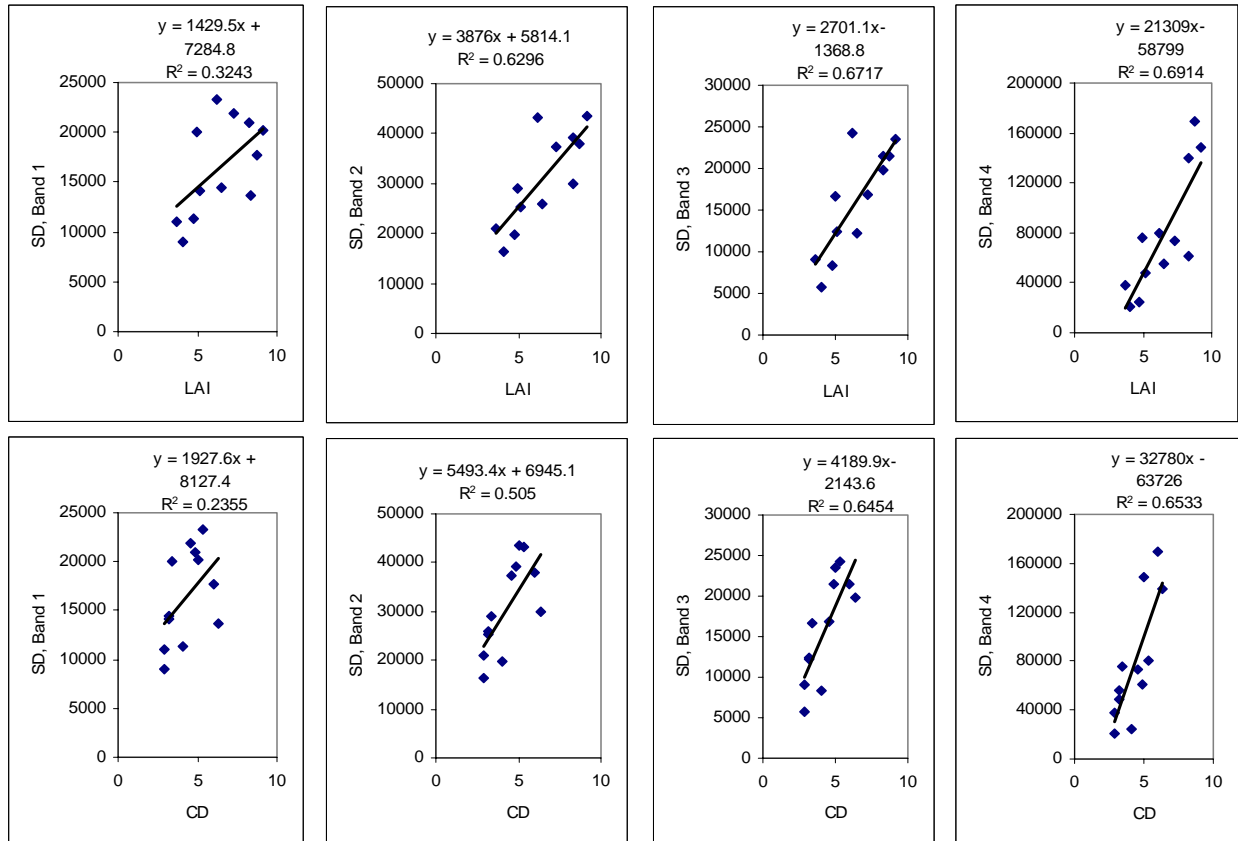 y = 1429.5x +
7284.8
R² = 0.3243
25000
20000
15000
10000
5000
0
0 5 10
SD, Band 1
LAI
y = 3876x + 5814.1
R² = 0.6296
50000
40000
30000
20000
10000
0
0 5 10
SD, Band 2
LAI
y = 2701.1x-
1368.8
R² = 0.6717
30000
25000
20000
15000
10000
5000
0
0 5 10
SD, Band 3
LAI
y = 21309x-
58799
R² = 0.6914
200000
160000
120000
80000
40000
0
0 5 10
SD, Band 4
LAI
y = 1927.6x +
8127.4
R² = 0.2355
25000
20000
15000
10000
5000
0
0 5 10
SD, Band 1
CD
y = 5493.4x + 6945.1
R² = 0.505
50000
40000
30000
20000
10000
0
0 5 10
SD, Band 2
CD
y = 4189.9x-
2143.6
R² = 0.6454
30000
25000
20000
15000
10000
5000
0
0 5 10
SD, Band 3
CD
y = 32780x -
63726
R² = 0.6533
200000
160000
120000
80000
40000
0
0 5 10
SD, Band 4
CD